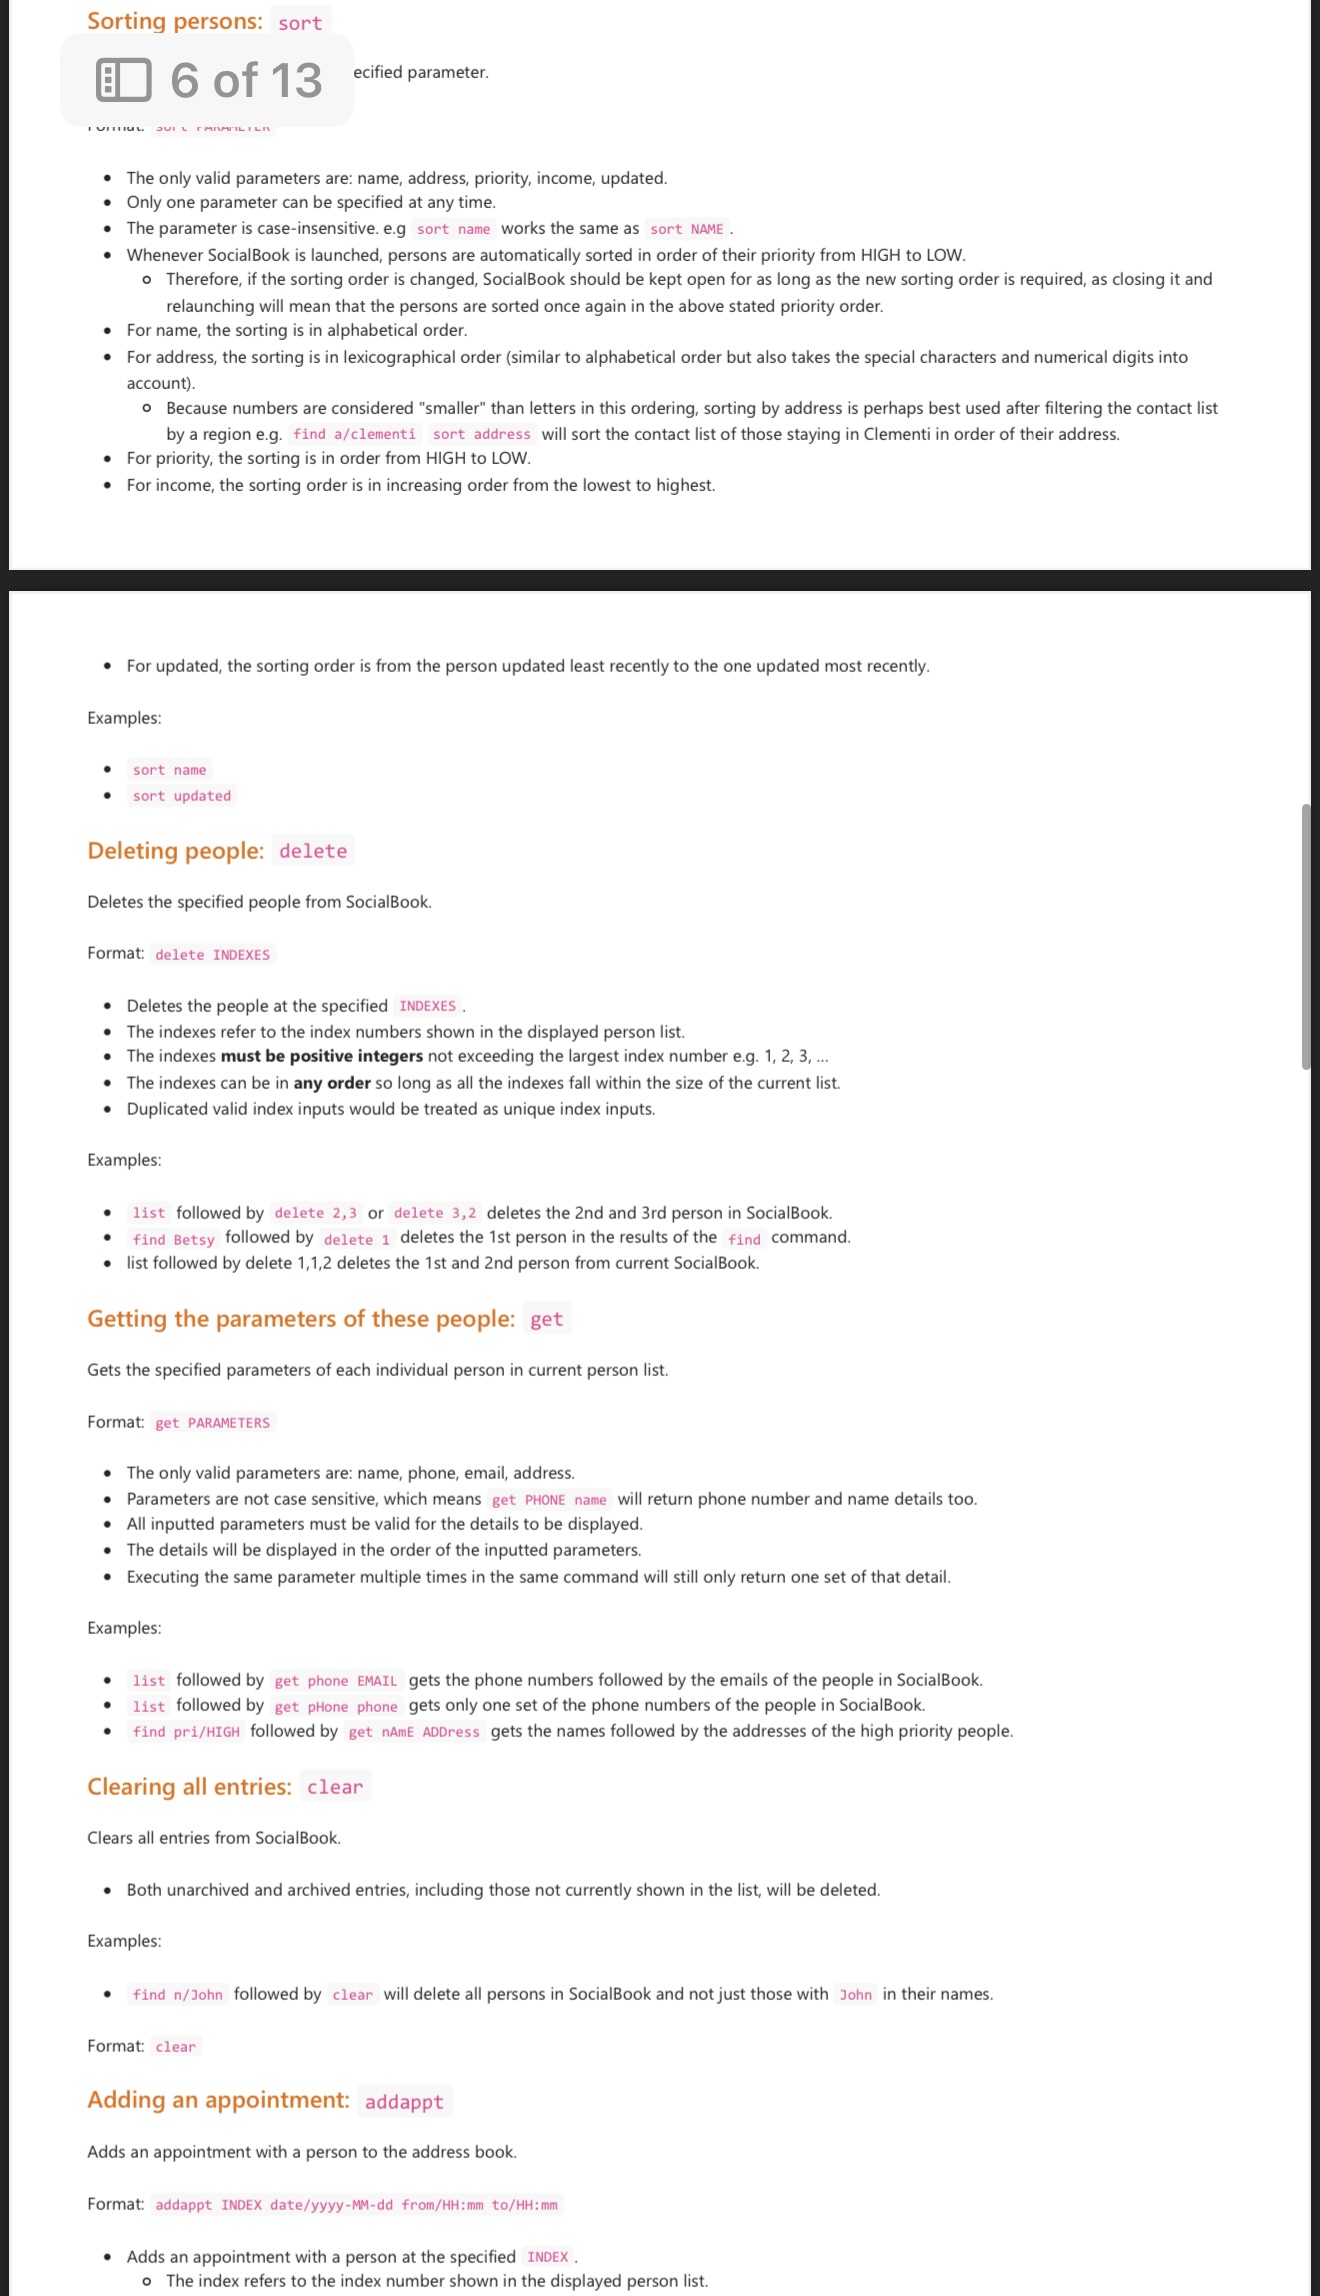 Sorting persons: sort
6 of 13
ecified parameter.
Format: sort PARAMETER
The only valid parameters are: name, address, priority, income, updated.
Only one parameter can be specified at any time.
The parameter is case-insensitive. e.g sort name works the same as sort NAME .
Whenever SocialBook is launched, persons are automatically sorted in order of their priority from HIGH to LOW.
Therefore, if the sorting order is changed, SocialBook should be kept open for as long as the new sorting order is required, as closing it and
relaunching will mean that the persons are sorted once again in the above stated priority order.
For name, the sorting is in alphabetical order.
For address, the sorting is in lexicographical order (similar to alphabetical order but also takes the special characters and numerical digits into
account).
Because numbers are considered "smaller" than letters in this ordering, sorting by address is perhaps best used after filtering the contact list
by a region e.g. find a/clementi sort address will sort the contact list of those staying in Clementi in order of their address.
For priority, the sorting is in order from HIGH to LOW.
For income, the sorting order is in increasing order from the lowest to highest.
For updated, the sorting order is from the person updated least recently to the one updated most recently.
Examples:
sort name
sort updated
Deleting people: delete
Deletes the specified people from SocialBook.
Format: delete INDEXES
Deletes the people at the specified INDEXES .
The indexes refer to the index numbers shown in the displayed person list.
The indexes must be positive integers not exceeding the largest index number e.g. 1, 2, 3, ...
The indexes can be in any order so long as all the indexes fall within the size of the current list.
Duplicated valid index inputs would be treated as unique index inputs.
Examples:
list followed by delete 2,3 or delete 3,2 deletes the 2nd and 3rd person in SocialBook.
find Betsy followed by delete 1 deletes the 1st person in the results of the find command.
list followed by delete 1,1,2 deletes the 1st and 2nd person from current SocialBook.
Getting the parameters of these people: get
Gets the specified parameters of each individual person in current person list.
Format: get PARAMETERS
The only valid parameters are: name, phone, email, address.
Parameters are not case sensitive, which means get PHONE name will return phone number and name details too.
All inputted parameters must be valid for the details to be displayed.
The details will be displayed in the order of the inputted parameters.
Executing the same parameter multiple times in the same command will still only return one set of that detail.
Examples:
list followed by get phone EMAIL gets the phone numbers followed by the emails of the people in SocialBook.
list followed by get pHone phone gets only one set of the phone numbers of the people in SocialBook.
find pri/HIGH followed by get nAmE ADDress gets the names followed by the addresses of the high priority people.
Clearing all entries: clear
Clears all entries from SocialBook.
Both unarchived and archived entries, including those not currently shown in the list, will be deleted.
Examples:
find n/John followed by clear will delete all persons in SocialBook and not just those with John in their names.
Format: clear
Adding an appointment: addappt
Adds an appointment with a person to the address book.
Format: addappt INDEX date/yyyy-MM-dd from/HH:mm to/HH:mm
Adds an appointment with a person at the specified INDEX .
The index refers to the index number shown in the displayed person list.